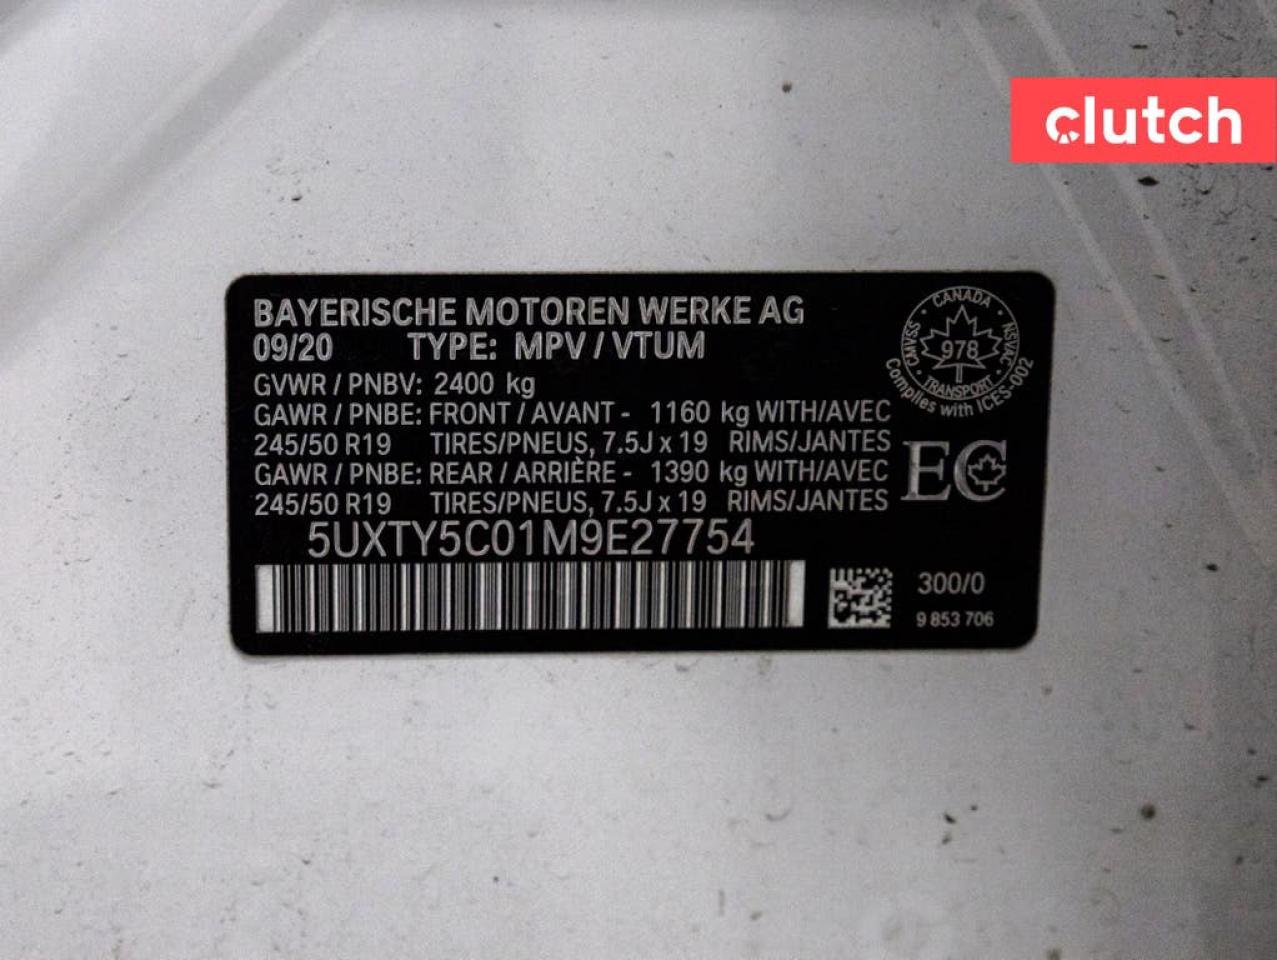 clutch
BAYERISCHE MOTOREN WERKE AG
09/20 TYPE: MPV / VTUM
GVWR / PNBV: 2400 kg
GAWR / PNBE: FRONT / AVANT - 1160 kg WITH/AVEC
245/50 R19 TIRES/PNEUS, 7.5J x 19 RIMS/JANTES
GAWR / PNBE: REAR / ARRIÈRE - 1390 kg WITH/AVEC
245/50 R19 TIRES/PNEUS, 7.5J x 19 RIMS/JANTES
5UXTY5C01M9E27754
CANADA
978
TRANSPORT
CMVSS
NSVAC
Complies with ICES-002
EC
300/0
9 853 706